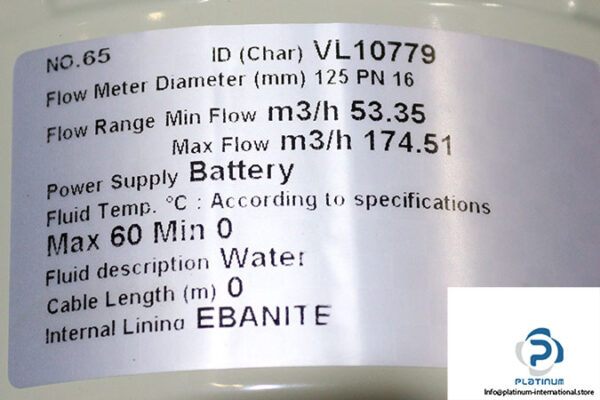 NO.65 ID (Char) VL10779
Flow Meter Diameter (mm) 125 PN 16
Flow Range Min Flow m3/h 53.35
Max Flow m3/h 174.51
Power Supply Battery
Fluid Temp. °C : According to specifications
Max 60 Min 0
Fluid description Water
Cable Length (m) 0
Internal Lining EBANITE
PLATINUM
Info@platinum-international.store